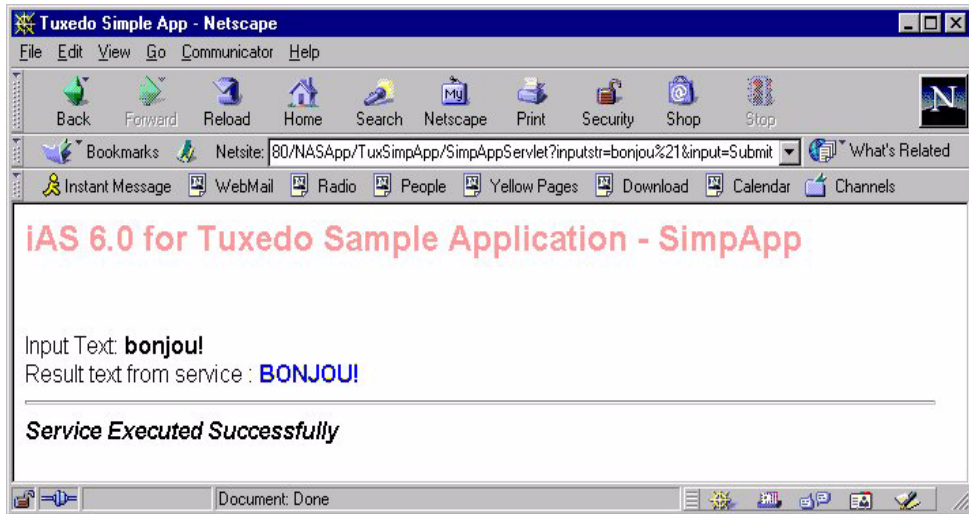 Tuxedo Simple App - Netscape
File Edit View Go Communicator Help
Back Forward Reload Home Search Netscape Print Security Shop Stop
My
N
Bookmarks Netsite: 80/NASApp/TuxSimpApp/SimpAppServlet?inputstr=bonjou%21&input=Submit What's Related
Instant Message WebMail Radio People Yellow Pages Download Calendar Channels
iAS 6.0 for Tuxedo Sample Application - SimpApp
Input Text: bonjou!
Result text from service : BONJOU!
Service Executed Successfully
Document: Done